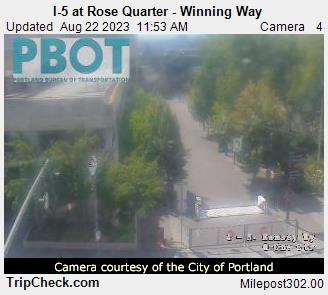 I-5 at Rose Quarter - Winning Way
Updated  Aug 22 2023  11:53 AM
Camera  4
PBOT
PORTLAND BUREAU OF TRANSPORTATION
Camera courtesy of the City of Portland
TripCheck.com
Milepost302.00